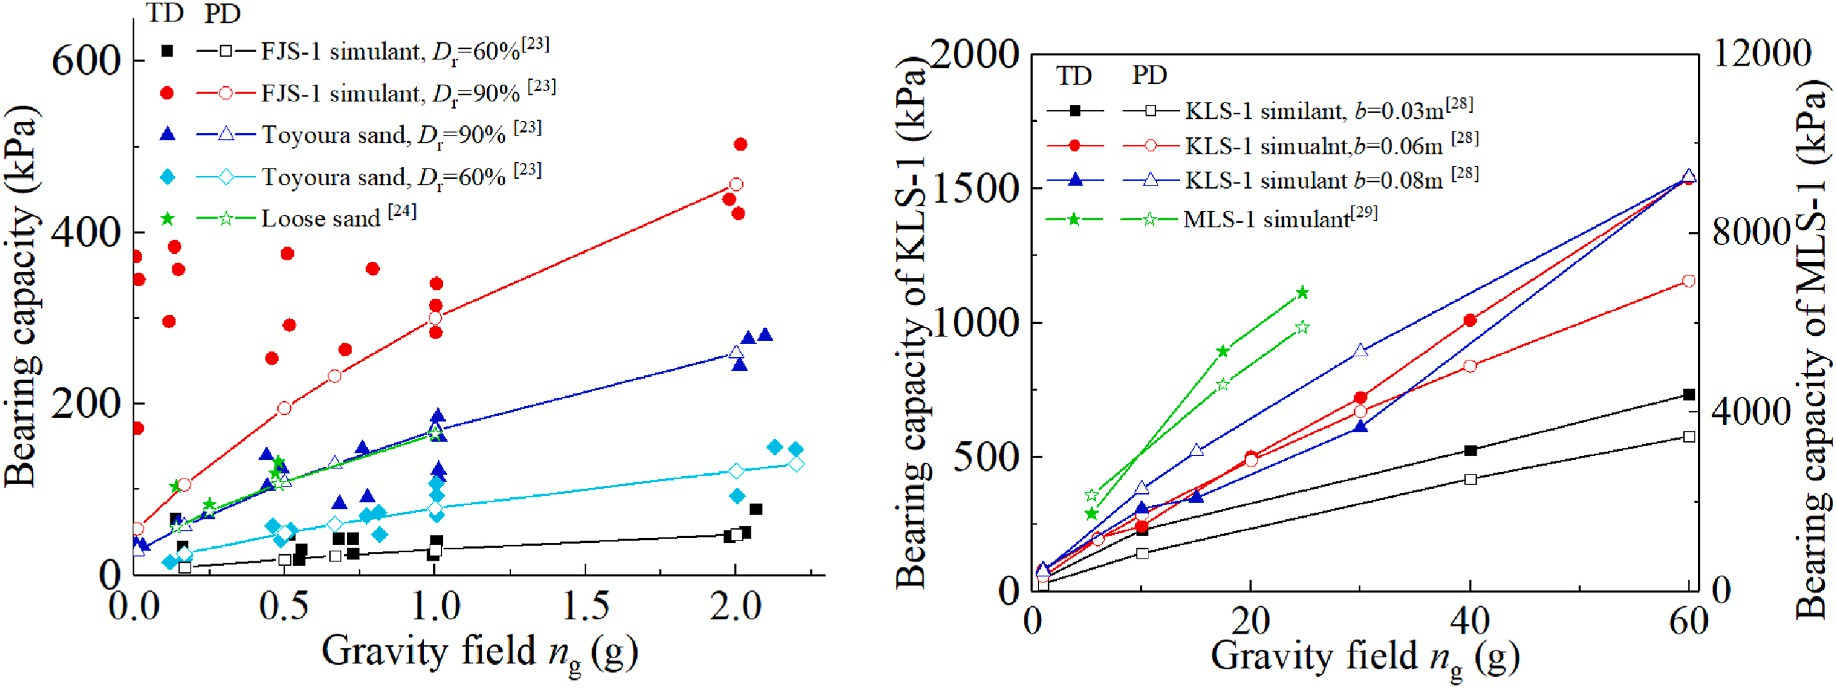 TD PD
FJS-1 simulant, Dr=60%[23]
FJS-1 simulant, Dr=90% [23]
Toyoura sand, Dr=90% [23]
Toyoura sand, Dr=60% [23]
Loose sand [24]
600
400
200
0
0.0 0.5 1.0 1.5 2.0
Bearing capacity (kPa)
Gravity field ng (g)
TD PD
KLS-1 similant, b=0.03m[28]
KLS-1 simualnt,b=0.06m [28]
KLS-1 simulant b=0.08m [28]
MLS-1 simulant[29]
2000
1500
1000
500
0
12000
8000
4000
0
0 20 40 60
Bearing capacity of KLS-1 (kPa)
Bearing capacity of MLS-1 (kPa)
Gravity field ng (g)